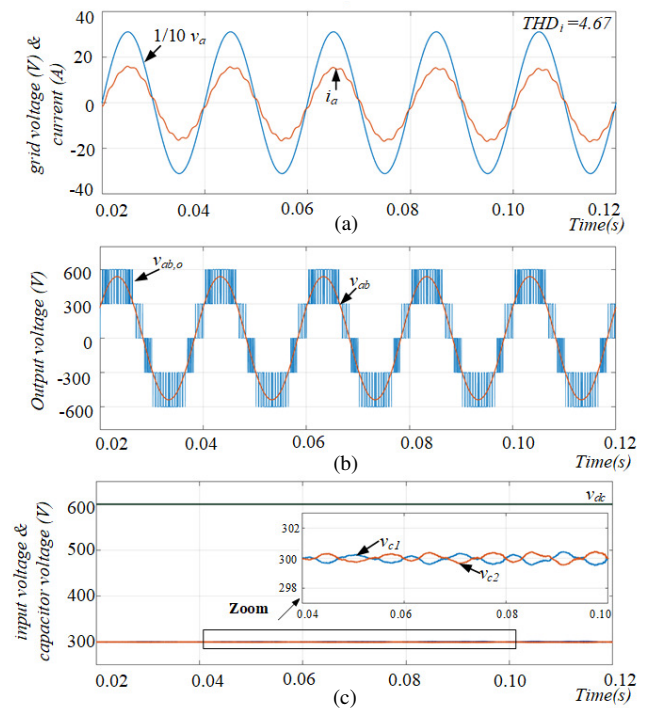 grid voltage (V) &
current (A)
40
20
0
-20
-40
1/10 va
ia
THDi =4.67
0.02
0.04
0.06
0.08
0.10
0.12
Time(s)
(a)
Output voltage (V)
600
300
0
-300
-600
vab,o
vab
0.02
0.04
0.06
0.08
0.10
0.12
Time(s)
(b)
input voltage &
capacitor voltage (V)
600
500
400
300
vdc
302
300
298
vc1
vc2
0.04
0.06
0.08
0.10
Zoom
0.02
0.04
0.06
0.08
0.10
0.12
Time(s)
(c)